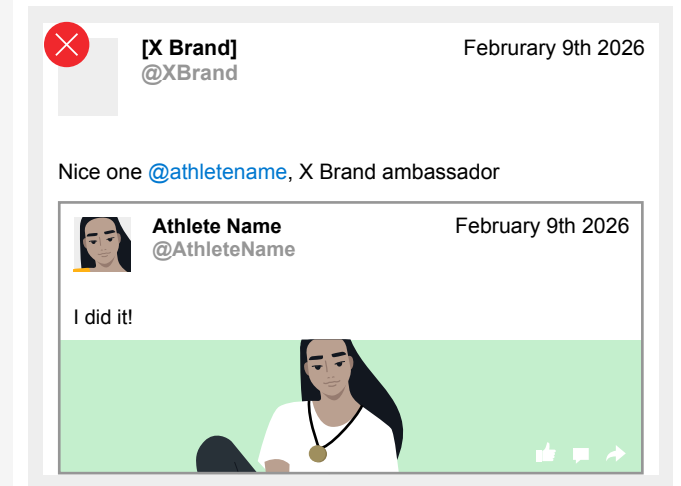 [X Brand] Februrary 9th 2026
@XBrand
Nice one @athletename, X Brand ambassador
Athlete Name February 9th 2026
@AthleteName
I did it!